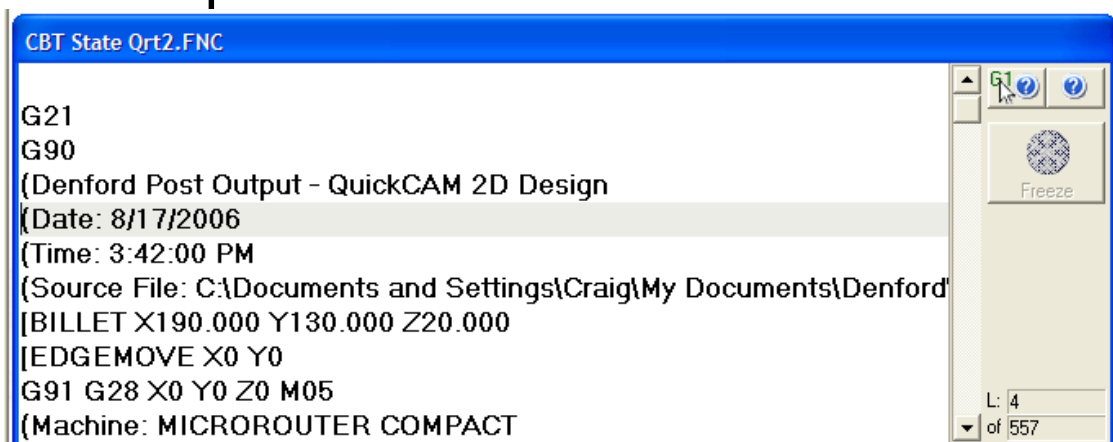 CBT State Qrt2.FNC
G21
G90
(Denford Post Output - QuickCAM 2D Design
(Date: 8/17/2006
(Time: 3:42:00 PM
(Source File: C:\Documents and Settings\Craig\My Documents\Denford
[BILLET X190.000 Y130.000 Z20.000
[EDGEMOVE X0 Y0
G91 G28 X0 Y0 Z0 M05
(Machine: MICROROUTER COMPACT
G1
Freeze
L: 4
of 557